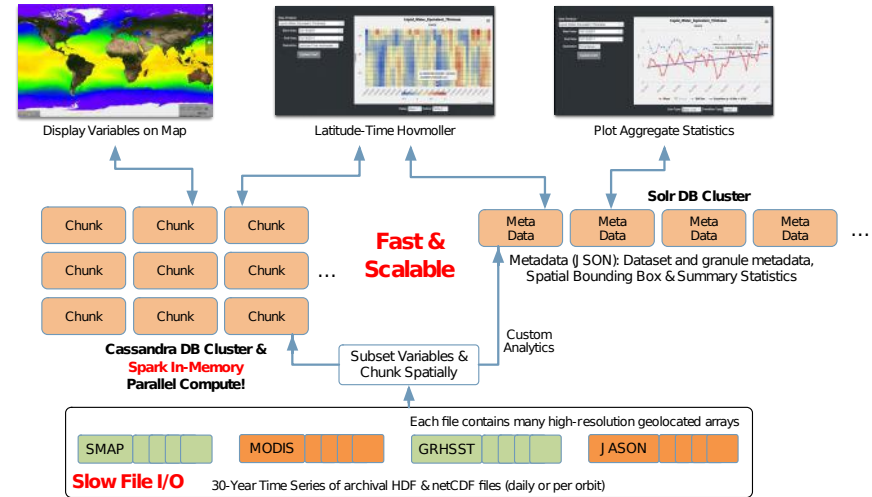 Liquid_Water_Equivalent_Thickness
Liquid_Water_Equivalent_Thickness
Display Variables on Map
Latitude-Time Hovmoller
Plot Aggregate Statistics
Solr DB Cluster
Chunk
Chunk
Chunk
Meta
Data
Meta
Data
Meta
Data
Meta
Data
...
Fast &
Scalable
Chunk
Chunk
Chunk
...
Metadata (JSON): Dataset and granule metadata,
Spatial Bounding Box & Summary Statistics
Chunk
Chunk
Chunk
Custom
Analytics
Cassandra DB Cluster &
Spark In-Memory
Parallel Compute!
Subset Variables &
Chunk Spatially
Each file contains many high-resolution geolocated arrays
SMAP
MODIS
GRHSST
JASON
Slow File I/O
30-Year Time Series of archival HDF & netCDF files (daily or per orbit)